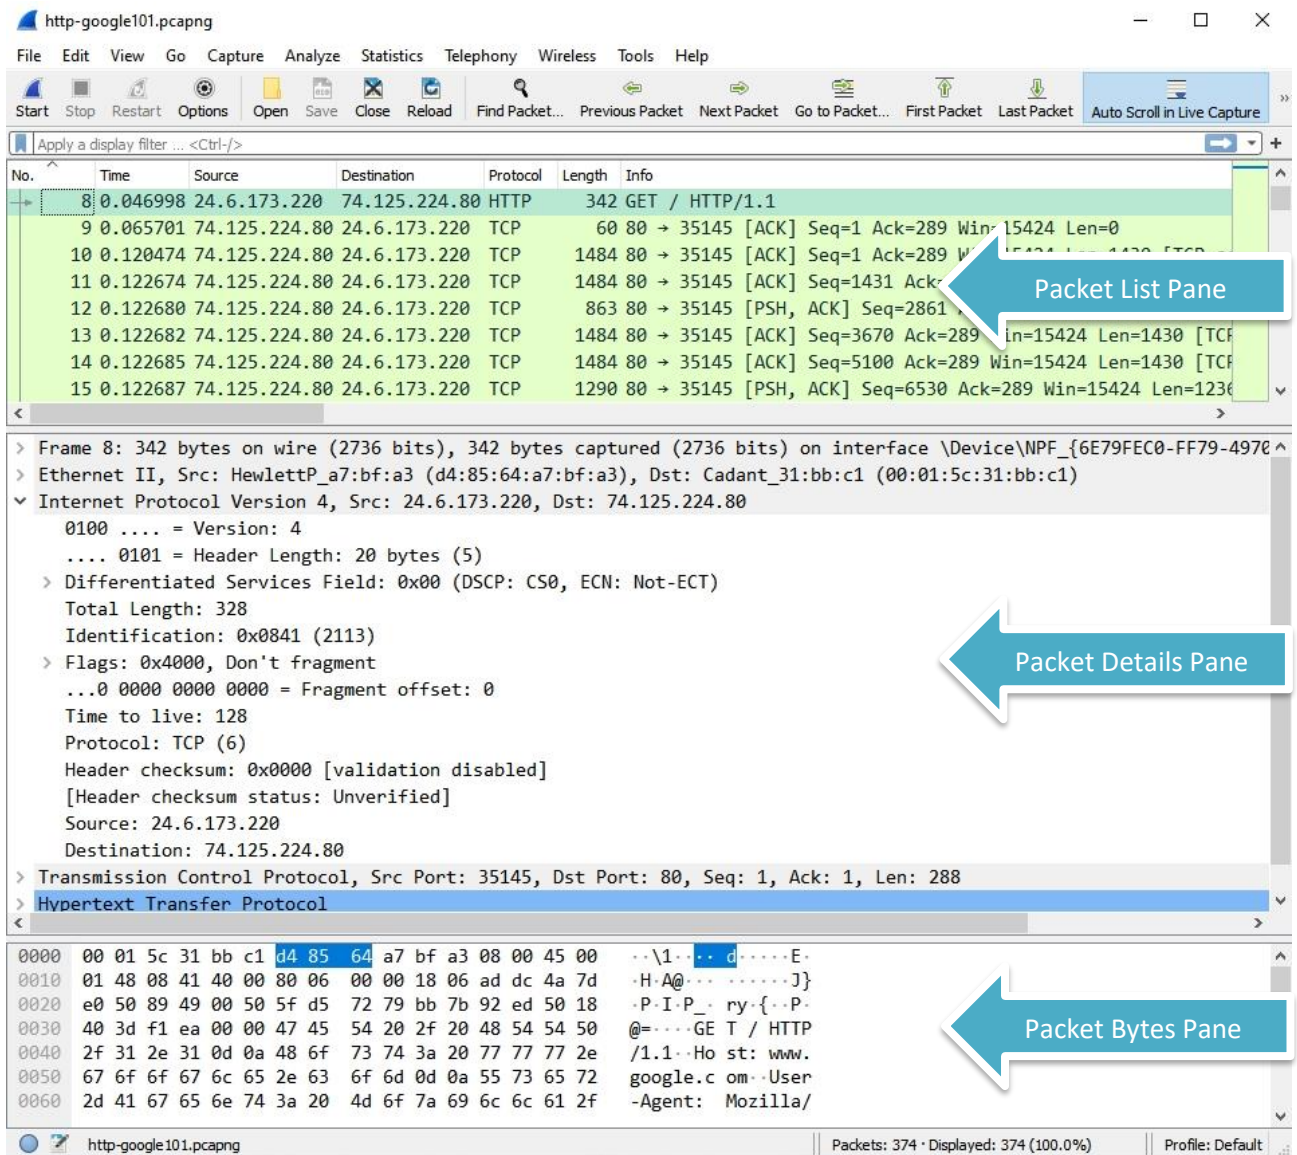 http-google101.pcapng
File Edit View Go Capture Analyze Statistics Telephony Wireless Tools Help
Start Stop Restart Options Open Save Close Reload Find Packet... Previous Packet Next Packet Go to Packet... First Packet Last Packet Auto Scroll in Live Capture »
Apply a display filter ... <Ctrl-/>
No. Time Source Destination Protocol Length Info
8 0.046998 24.6.173.220 74.125.224.80 HTTP 342 GET / HTTP/1.1
9 0.065701 74.125.224.80 24.6.173.220 TCP 60 80 → 35145 [ACK] Seq=1 Ack=289 Win=15424 Len=0
10 0.120474 74.125.224.80 24.6.173.220 TCP 1484 80 → 35145 [ACK] Seq=1 Ack=289
11 0.122674 74.125.224.80 24.6.173.220 TCP 1484 80 → 35145 [ACK] Seq=1431
Packet List Pane
12 0.122680 74.125.224.80 24.6.173.220 TCP 863 80 → 35145 [PSH, ACK] Seq=2861
13 0.122682 74.125.224.80 24.6.173.220 TCP 1484 80 → 35145 [ACK] Seq=3670 Ack=289 Win=15424 Len=1430 [TCP
14 0.122685 74.125.224.80 24.6.173.220 TCP 1484 80 → 35145 [ACK] Seq=5100 Ack=289 Win=15424 Len=1430 [TCP
15 0.122687 74.125.224.80 24.6.173.220 TCP 1290 80 → 35145 [PSH, ACK] Seq=6530 Ack=289 Win=15424 Len=1236
Frame 8: 342 bytes on wire (2736 bits), 342 bytes captured (2736 bits) on interface \Device\NPF_{6E79FEC0-FF79-4970
Ethernet II, Src: HewlettP_a7:bf:a3 (d4:85:64:a7:bf:a3), Dst: Cadant_31:bb:c1 (00:01:5c:31:bb:c1)
Internet Protocol Version 4, Src: 24.6.173.220, Dst: 74.125.224.80
0100 .... = Version: 4
.... 0101 = Header Length: 20 bytes (5)
Differentiated Services Field: 0x00 (DSCP: CS0, ECN: Not-ECT)
Total Length: 328
Identification: 0x0841 (2113)
Flags: 0x4000, Don't fragment
Packet Details Pane
...0 0000 0000 0000 = Fragment offset: 0
Time to live: 128
Protocol: TCP (6)
Header checksum: 0x0000 [validation disabled]
[Header checksum status: Unverified]
Source: 24.6.173.220
Destination: 74.125.224.80
Transmission Control Protocol, Src Port: 35145, Dst Port: 80, Seq: 1, Ack: 1, Len: 288
Hypertext Transfer Protocol
0000 00 01 5c 31 bb c1 d4 85 64 a7 bf a3 08 00 45 00 ··\1···· d·····E·
0010 01 48 08 41 40 00 80 06 00 00 18 06 ad dc 4a 7d ·H·A@··· ······J}
0020 e0 50 89 49 00 50 5f d5 72 79 bb 7b 92 ed 50 18 ·P·I·P_· ry·{··P·
0030 40 3d f1 ea 00 00 47 45 54 20 2f 20 48 54 54 50 @=····GE T / HTTP
Packet Bytes Pane
0040 2f 31 2e 31 0d 0a 48 6f 73 74 3a 20 77 77 77 2e /1.1··Ho st: www.
0050 67 6f 6f 67 6c 65 2e 63 6f 6d 0d 0a 55 73 65 72 google.c om··User
0060 2d 41 67 65 6e 74 3a 20 4d 6f 7a 69 6c 6c 61 2f -Agent: Mozilla/
http-google101.pcapng Packets: 374 · Displayed: 374 (100.0%) Profile: Default